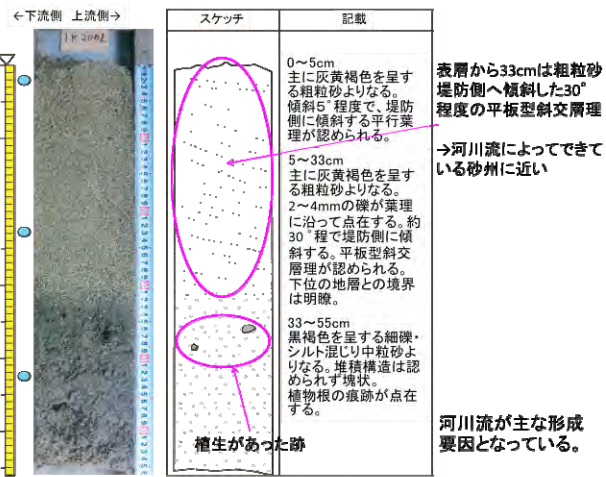 ←下流側 上流側→
1K2002
スケッチ
記載
0～5cm
主に灰黄褐色を呈す
る粗粒砂よりなる。
傾斜5°程度で、堤防
側に傾斜する平行葉
理が認められる。
5～33cm
主に灰黄褐色を呈す
る粗粒砂よりなる。
2～4mmの礫が葉理
に沿って点在する。約
30°程で堤防側に傾
斜する。平板型斜交
層理が認められる。
下位の地層との境界
は明瞭。
33～55cm
黒褐色を呈する細礫・
シルト混じり中粒砂よ
りなる。堆積構造は認
められず塊状。
植物根の痕跡が点在
する。
植生があった跡
表層から33cmは粗粒砂
堤防側へ傾斜した30°
程度の平板型斜交層理
→河川流によってできて
いる砂州に近い
河川流が主な形成
要因となっている。